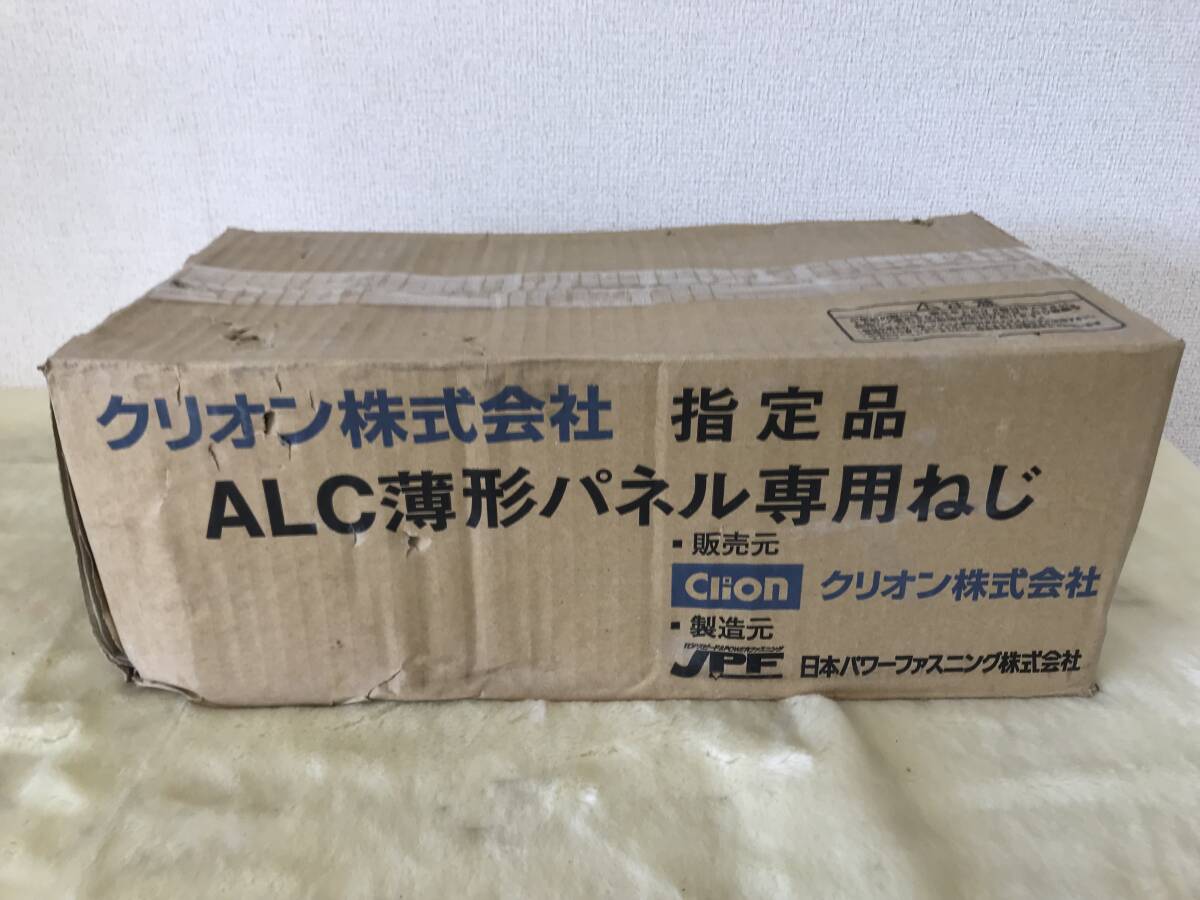 ⚠注意
クリオン株式会社 指定品
ALC薄形パネル専用ねじ
▪販売元
Clion クリオン株式会社
▪製造元
JPF 日本パワーファスニング株式会社